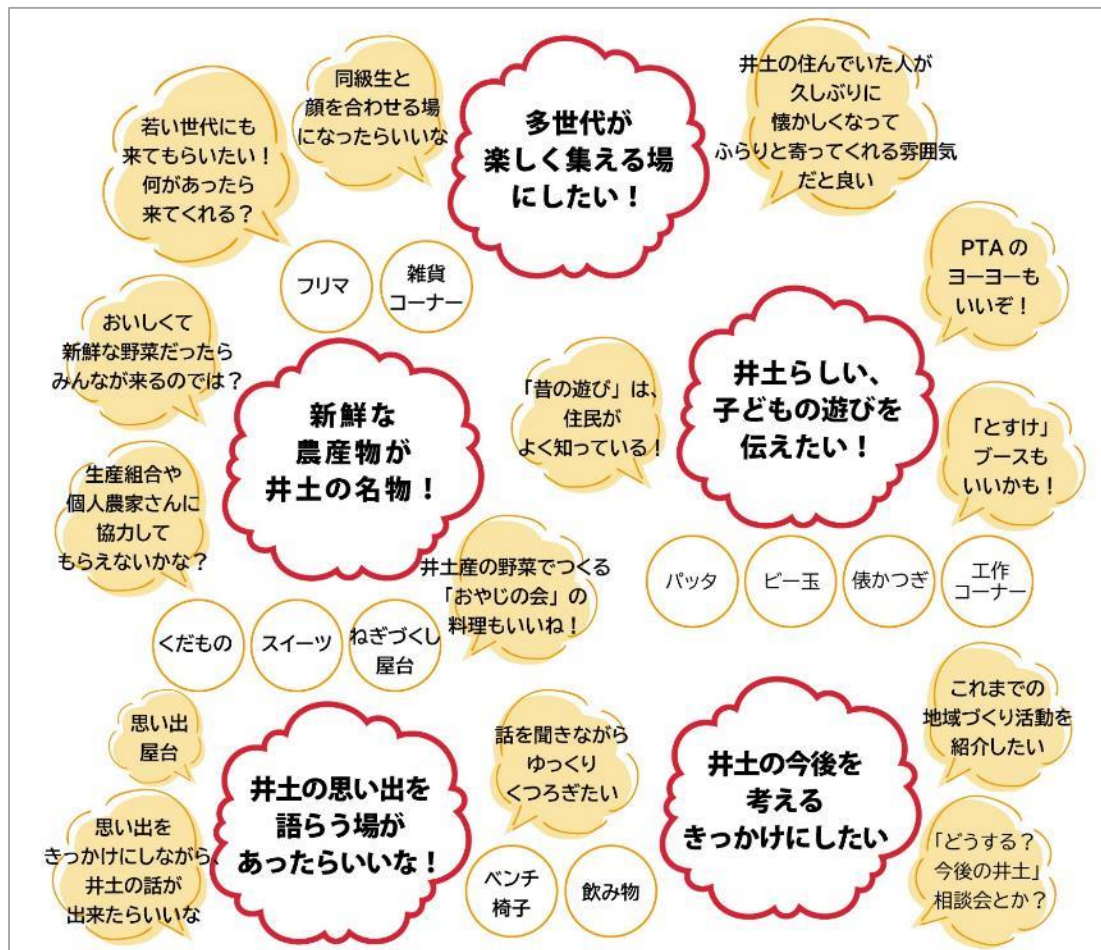 同級生と
顔を合わせる場
になったらいいな
若い世代にも
来てもらいたい！
何があったら
来てくれる？
多世代が
楽しく集える場
にしたい！
井土の住んでいた人が
久しぶりに
懐かしくなって
ふらりと寄ってくれる雰囲気
だと良い
フリマ
雑貨
コーナー
PTAの
ヨーヨーも
いいぞ！
おいしくて
新鮮な野菜だったら
みんなが来るのでは？
新鮮な
農産物が
井土の名物！
「昔の遊び」は、
住民が
よく知っている！
井土らしい、
子どもの遊びを
伝えたい！
「とすけ」
ブースも
いいかも！
生産組合や
個人農家さんに
協力して
もらえないかな？
井土産の野菜でつくる
「おやじの会」の
料理もいいね！
パッタ
ビー玉
俵かつぎ
工作
コーナー
くだもの
スイーツ
ねぎづくし
屋台
思い出
屋台
井土の思い出を
語らう場が
あったらいいな！
話を聞きながら
ゆっくり
くつろぎたい
井土の今後を
考える
きっかけにしたい
これまでの
地域づくり活動を
紹介したい
思い出を
きっかけにしながら、
井土の話が
出来たらいいな
ベンチ
椅子
飲み物
「どうする？
今後の井土」
相談会とか？